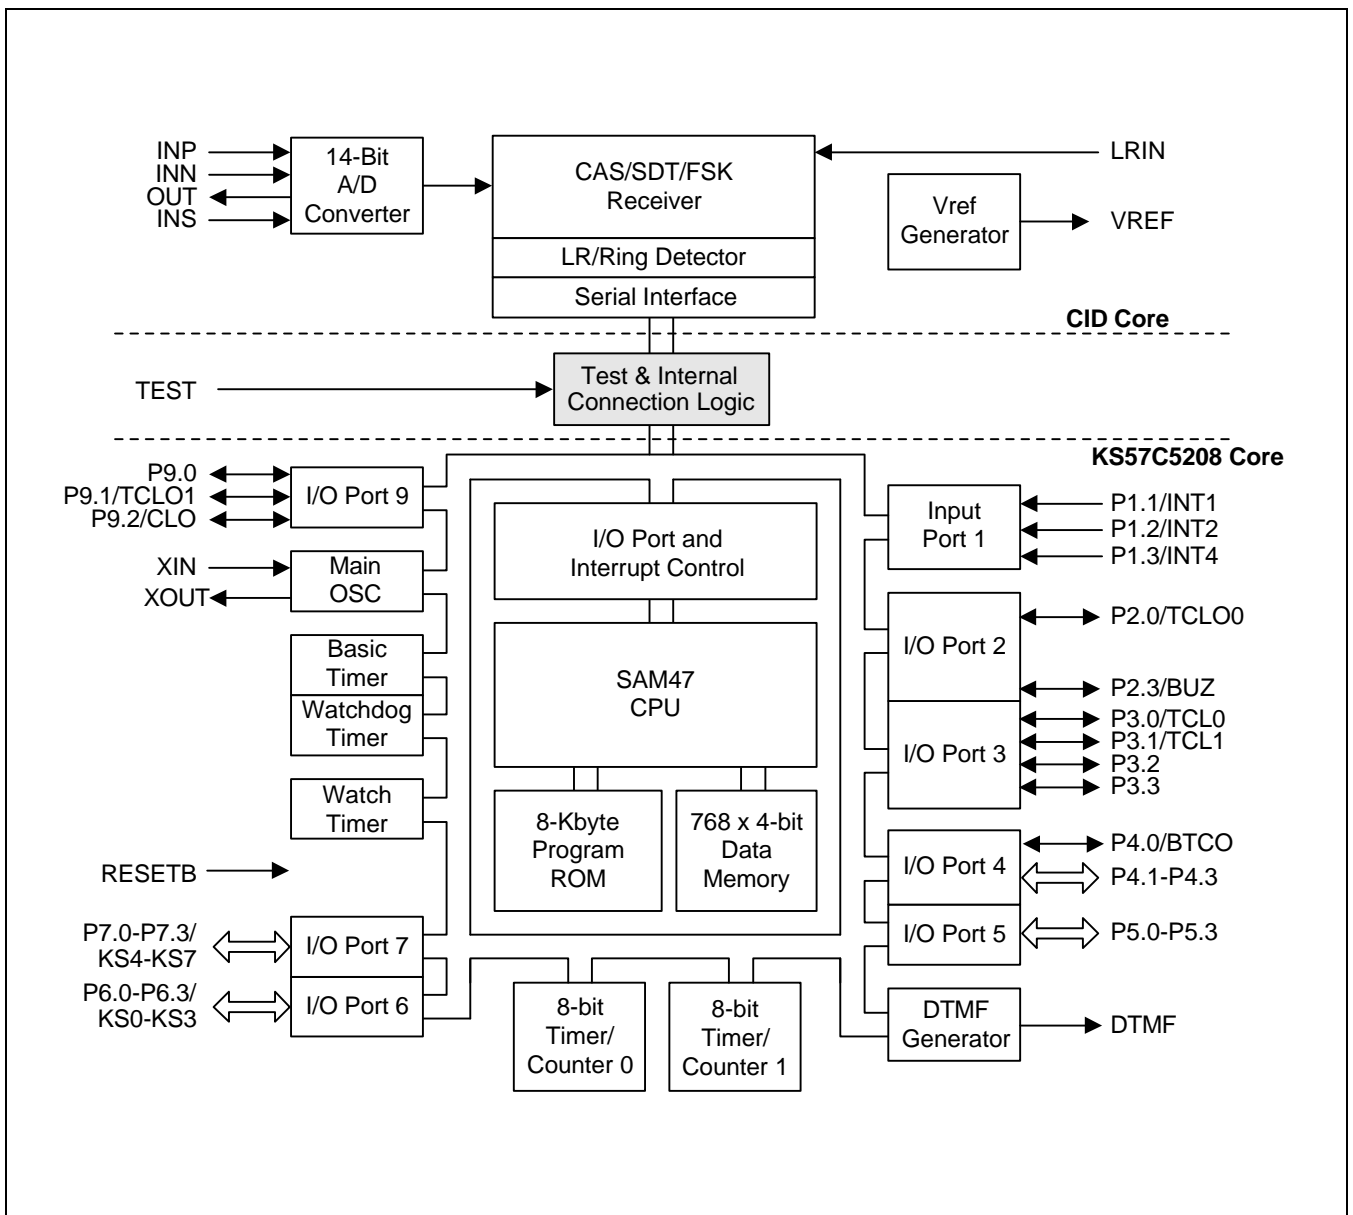 INP
INN
OUT
INS
14-Bit
A/D
Converter
CAS/SDT/FSK
Receiver
LR/Ring Detector
Serial Interface
LRIN
Vref
Generator
VREF
CID Core
TEST
Test & Internal
Connection Logic
KS57C5208 Core
P9.0
P9.1/TCLO1
P9.2/CLO
I/O Port 9
XIN
XOUT
Main
OSC
Basic
Timer
Watchdog
Timer
Watch
Timer
RESETB
P7.0-P7.3/
KS4-KS7
I/O Port 7
P6.0-P6.3/
KS0-KS3
I/O Port 6
I/O Port and
Interrupt Control
SAM47
CPU
8-Kbyte
Program
ROM
768 x 4-bit
Data
Memory
8-bit
Timer/
Counter 0
8-bit
Timer/
Counter 1
Input
Port 1
P1.1/INT1
P1.2/INT2
P1.3/INT4
I/O Port 2
P2.0/TCLO0
P2.3/BUZ
I/O Port 3
P3.0/TCL0
P3.1/TCL1
P3.2
P3.3
I/O Port 4
P4.0/BTCO
P4.1-P4.3
I/O Port 5
P5.0-P5.3
DTMF
Generator
DTMF